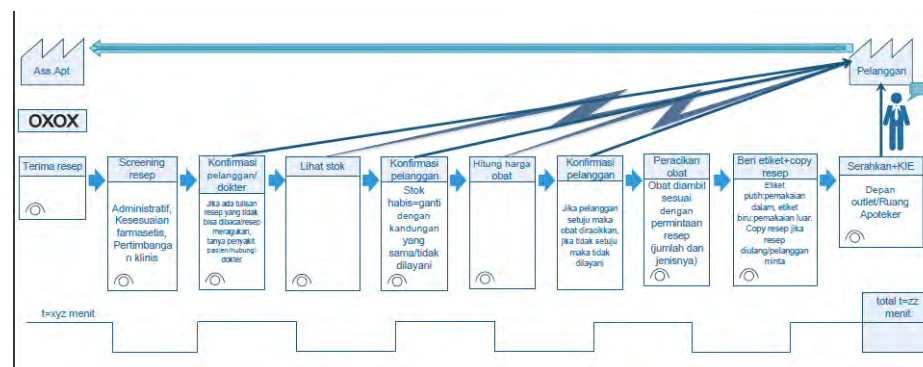 Ass.Apt
Pelanggan
OXOX
Terima resep
Screening
resep
Administratif,
Kesesuaian
farmasetis,
Pertimbanga
n klinis
Konfirmasi
pelanggan/
dokter
Jika ada tulisan
resep yang tidak
bisa dibaca/resep
meragukan,
tanya penyakit
pasien/hubungi
dokter
Lihat stok
Konfirmasi
pelanggan
Stok
habis=ganti
dengan
kandungan
yang
sama/tidak
dilayani
Hitung harga
obat
Konfirmasi
pelanggan
Jika pelanggan
setuju maka
obat diracikkan,
jika tidak setuju
maka tidak
dilayani
Peracikan
obat
Obat diambil
sesuai
dengan
permintaan
resep
(jumlah dan
jenisnya)
Beri etiket+copy
resep
Etiket
putih:pemakaian
dalam, etiket
biru:pemakaian luar.
Copy resep jika
resep
diulang/pelanggan
minta
Serahkan+KIE
Depan
outlet/Ruang
Apoteker
t=xyz menit
total t=zz
menit